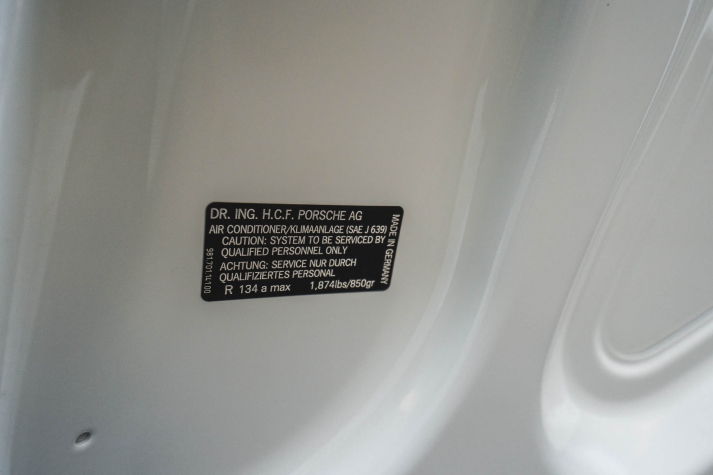 DR. ING. H.C.F. PORSCHE AG
AIR CONDITIONER/KLIMAANLAGE (SAE J 639)
CAUTION: SYSTEM TO BE SERVICED BY
QUALIFIED PERSONNEL ONLY
ACHTUNG: SERVICE NUR DURCH
QUALIFIZIERTES PERSONAL
R 134 a max 1,874lbs/850gr
MADE IN GERMANY